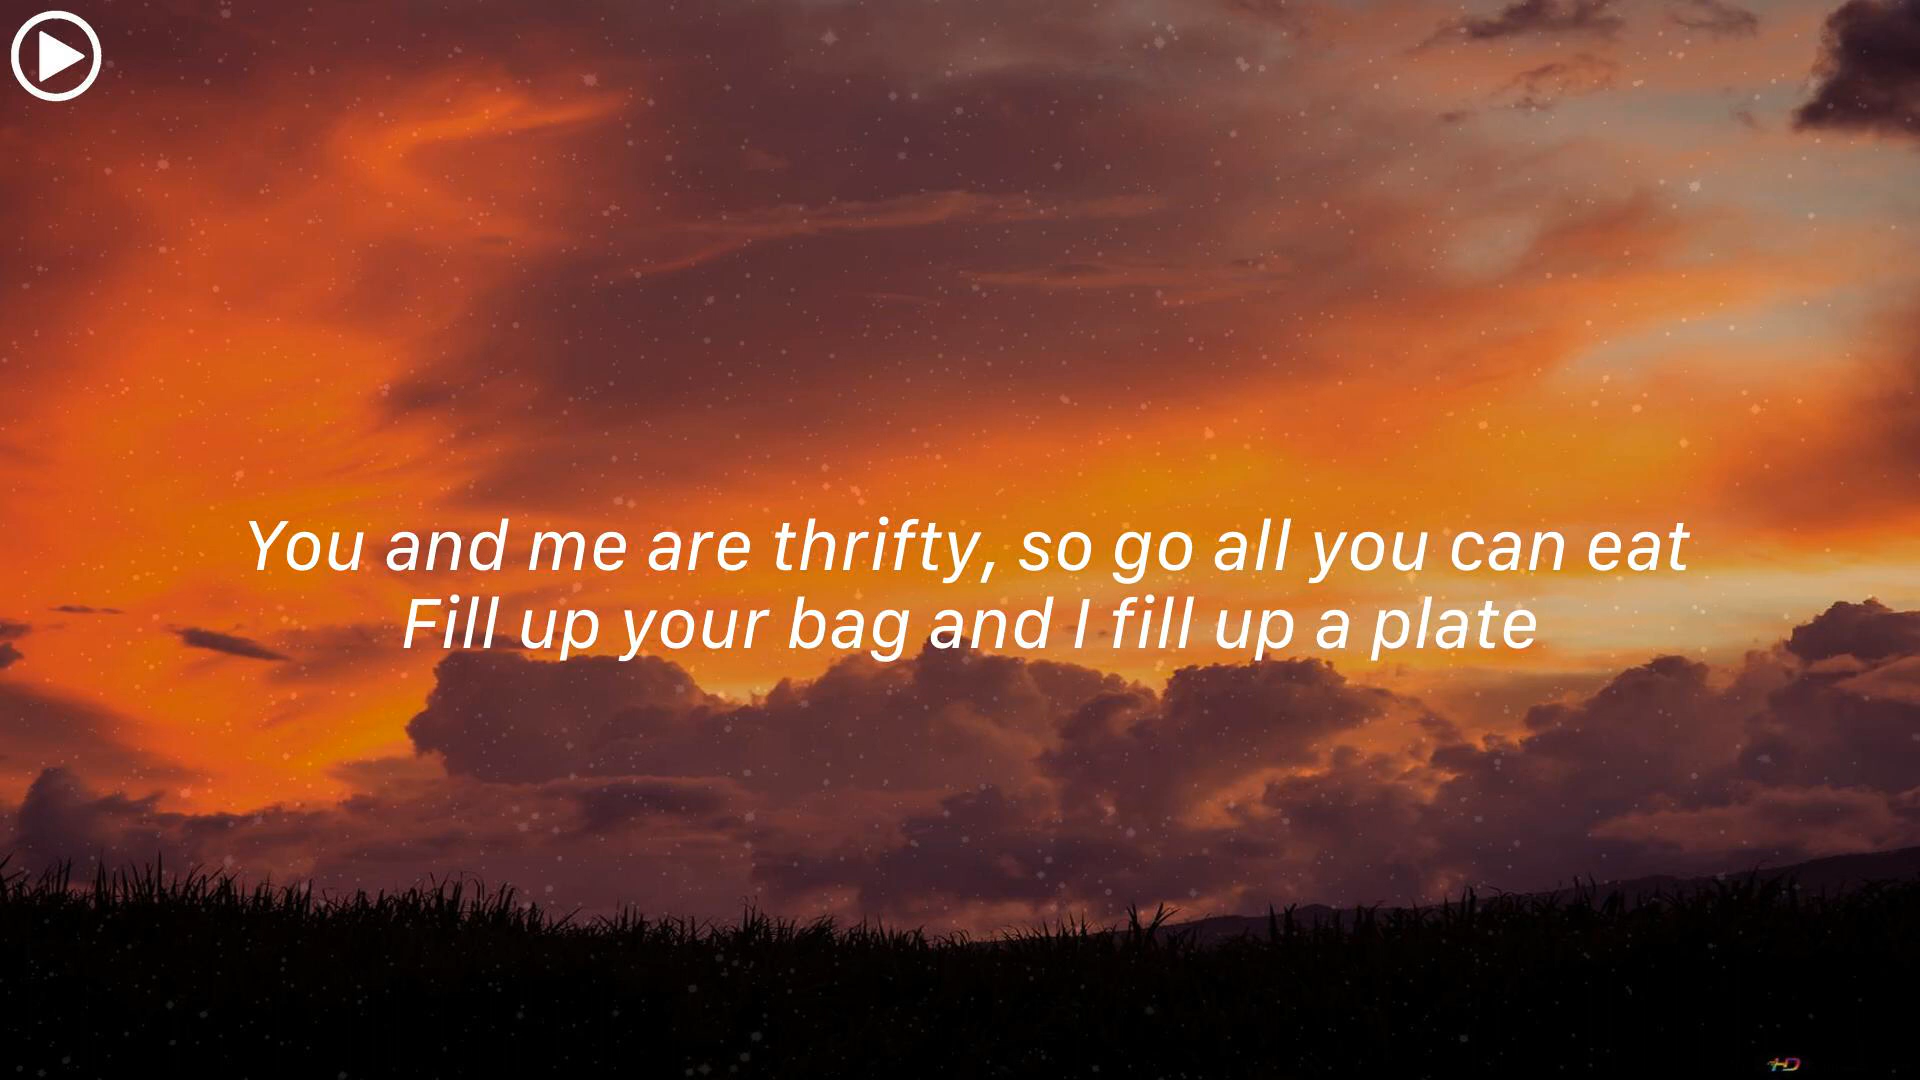 You and me are thrifty, so go all you can eat
Fill up your bag and I fill up a plate
HD